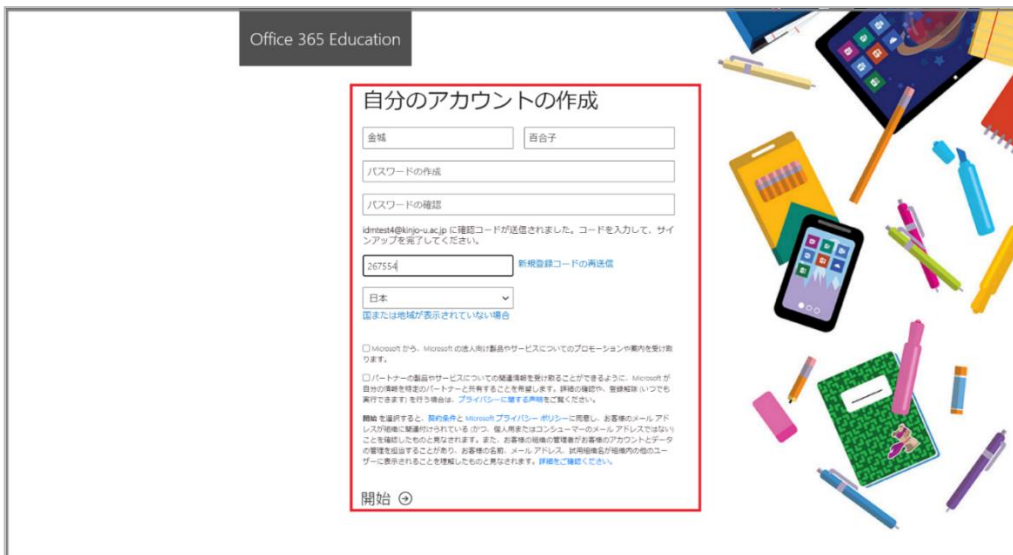 Office 365 Education
自分のアカウントの作成
金城 百合子
パスワードの作成
パスワードの確認
idmtest4@kinjo-u.ac.jp に確認コードが送信されました。コードを入力して、サイ
ンアップを完了してください。
267554 新規登録コードの再送信
日本
国または地域が表示されていない場合
Microsoft から、Microsoft の法人向け製品やサービスについてのプロモーションや案内を受け取
ります。
パートナーの製品やサービスについての関連情報を受け取ることができるように、Microsoft が
自分の情報を特定のパートナーと共有することを希望します。詳細の確認や、登録解除 (いつでも
実行できます) を行う場合は、プライバシーに関する声明をご覧ください。
開始 を選択すると、契約条件と Microsoft プライバシー ポリシーに同意し、お客様のメール アド
レスが組織に関連付けられている (かつ、個人用またはコンシューマーのメール アドレスではない)
ことを確認したものと見なされます。また、お客様の組織の管理者がお客様のアカウントとデータ
の管理を担当することがあり、お客様の名前、メール アドレス、試用組織名が組織内の他のユー
ザーに表示されることを理解したものと見なされます。詳細をご確認ください。
開始